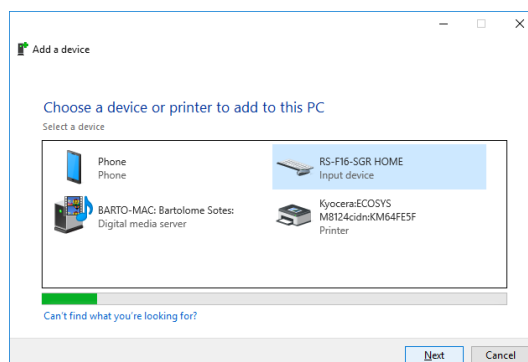 Add a device
Choose a device or printer to add to this PC
Select a device
Phone
Phone
RS-F16-SGR HOME
Input device
BARTO-MAC: Bartolome Sotes:
Digital media server
Kyocera:ECOSYS
M8124cidn:KM64FE5F
Printer
Can't find what you're looking for?
Next
Cancel